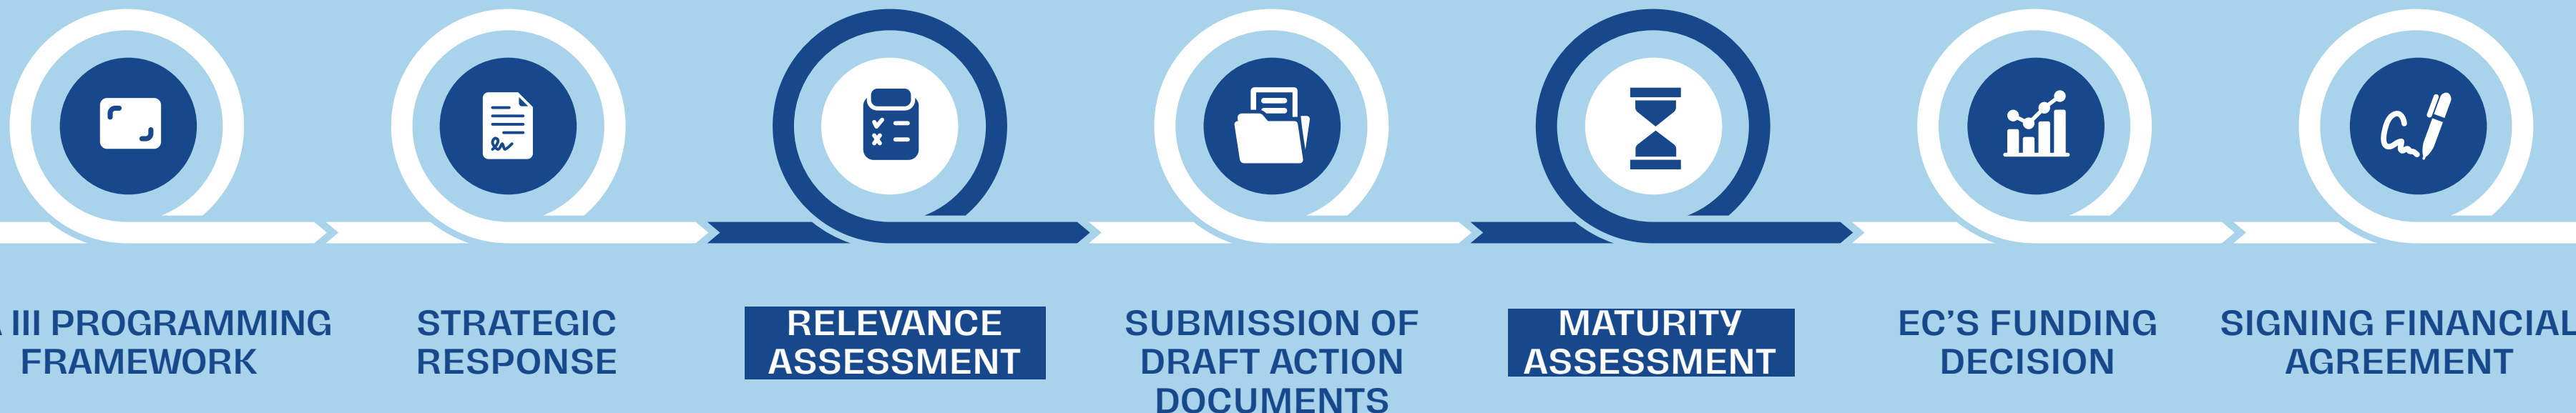 III PROGRAMMING
FRAMEWORK
STRATEGIC
RESPONSE
RELEVANCE
ASSESSMENT
SUBMISSION OF
DRAFT ACTION
DOCUMENTS
MATURITY
ASSESSMENT
EC'S FUNDING
DECISION
SIGNING FINANCIAL
AGREEMENT